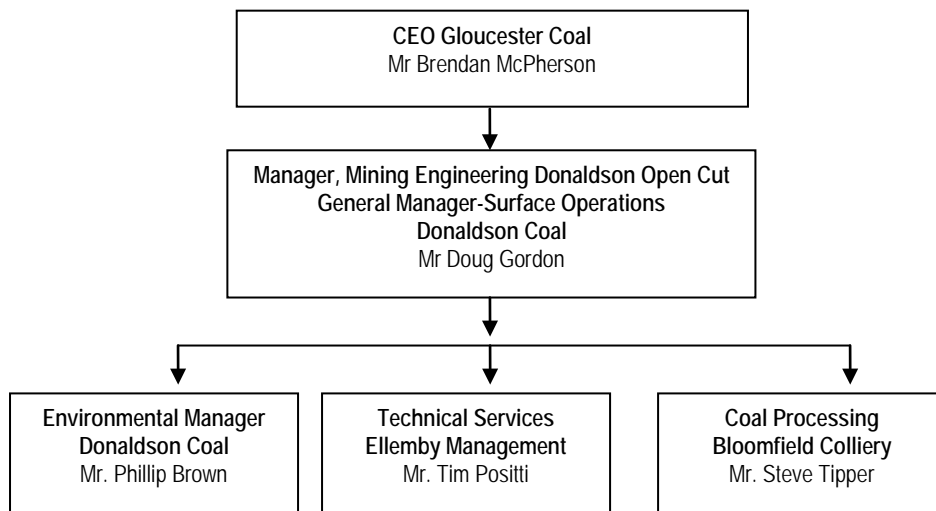 CEO Gloucester Coal
Mr Brendan McPherson
Manager, Mining Engineering Donaldson Open Cut
General Manager-Surface Operations
Donaldson Coal
Mr Doug Gordon
Environmental Manager
Donaldson Coal
Mr. Phillip Brown
Technical Services
Ellemby Management
Mr. Tim Positti
Coal Processing
Bloomfield Colliery
Mr. Steve Tipper